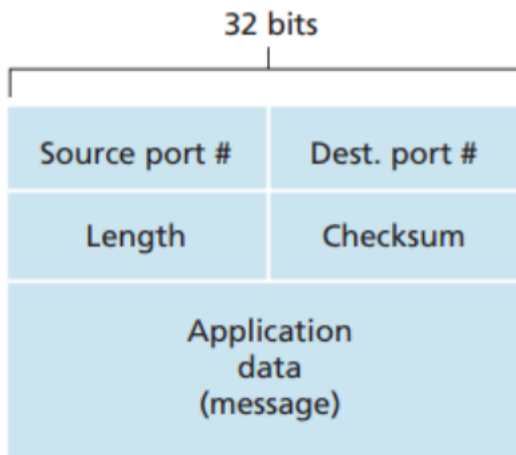 32 bits
Source port # Dest. port #
Length Checksum
Application
data
(message)